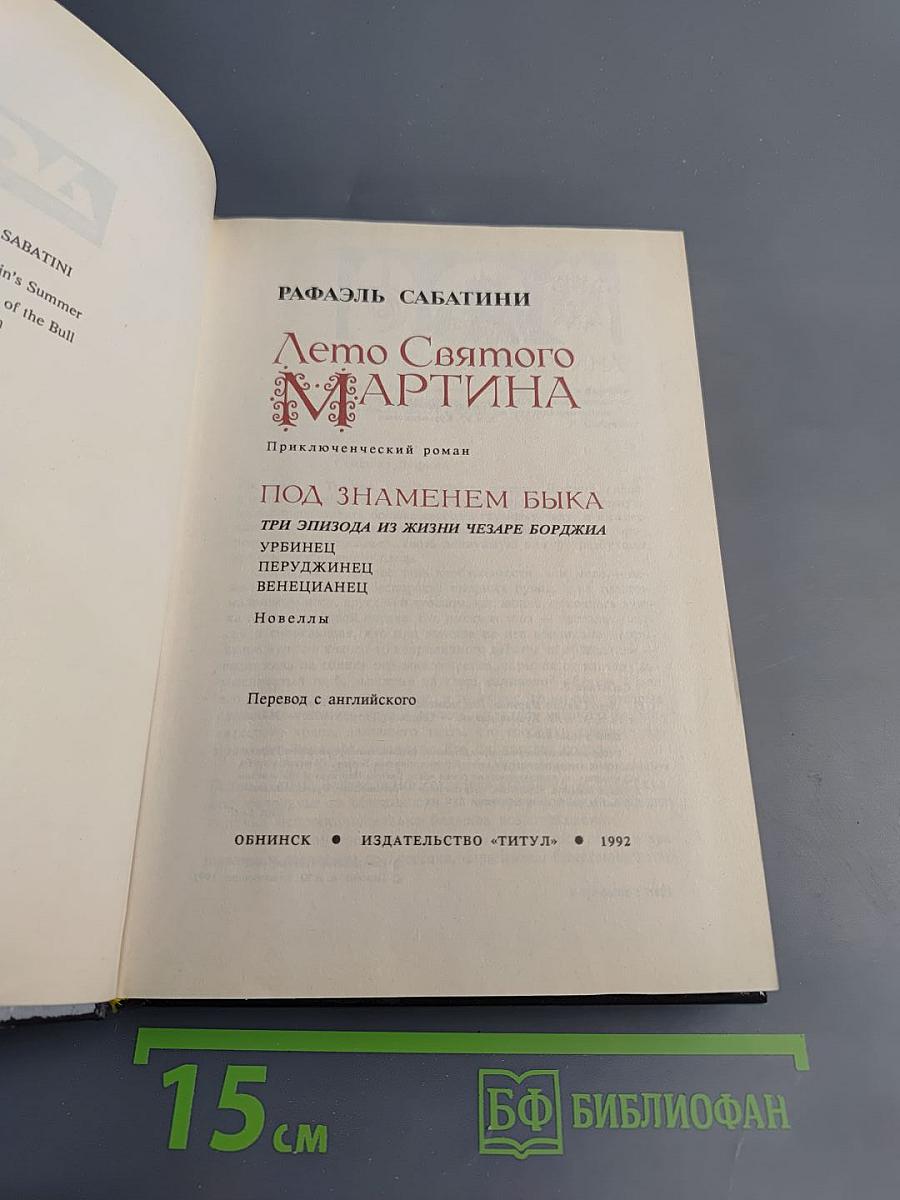 SABATINI
in's Summer
of the Bull
РАФАЭЛЬ САБАТИНИ
Лето Святого
МАРТИНА
Приключенческий роман
ПОД ЗНАМЕНЕМ БЫКА
ТРИ ЭПИЗОДА ИЗ ЖИЗНИ ЧЕЗАРЕ БОРДЖИА
УРБИНЕЦ
ПЕРУДЖИНЕЦ
ВЕНЕЦИАНЕЦ
Новеллы
Перевод с английского
ОБНИНСК ● ИЗДАТЕЛЬСТВО «ТИТУЛ» ● 1992
15 см
БФ БИБЛИОФАН